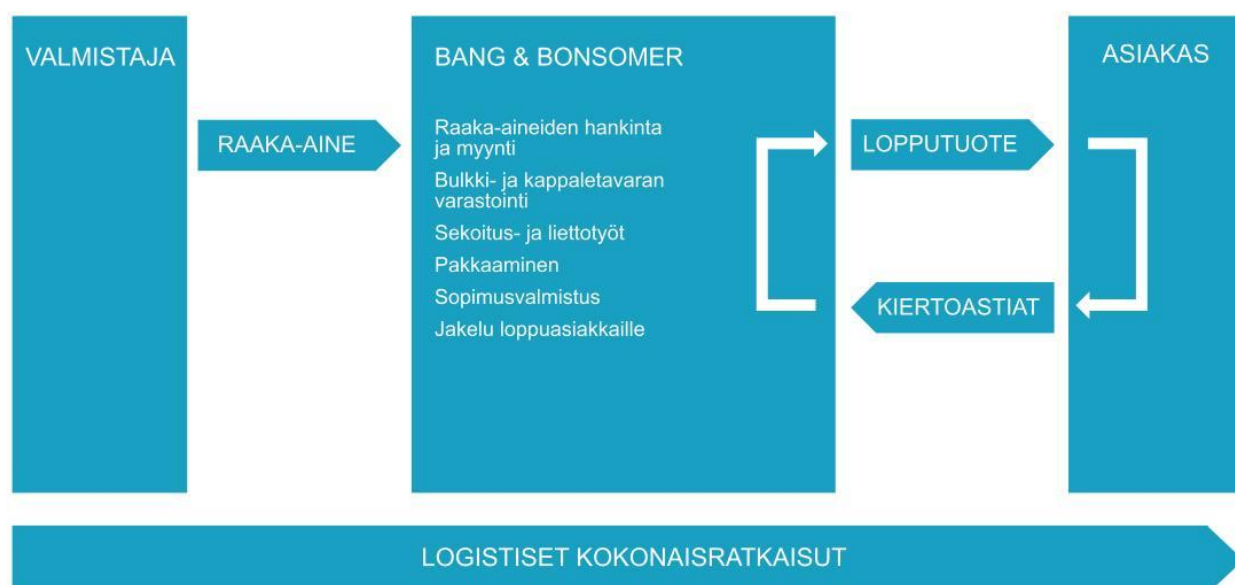 VALMISTAJA
RAAKA-AINE
BANG & BONSOMER
Raaka-aineiden hankinta
ja myynti
Bulkki- ja kappaletavaran
varastointi
Sekoitus- ja liettotyöt
Pakkaaminen
Sopimusvalmistus
Jakelu loppuasiakkaille
LOPPUTUOTE
KIERTOASTIAT
ASIAKAS
LOGISTISET KOKONAISRATKAISUT